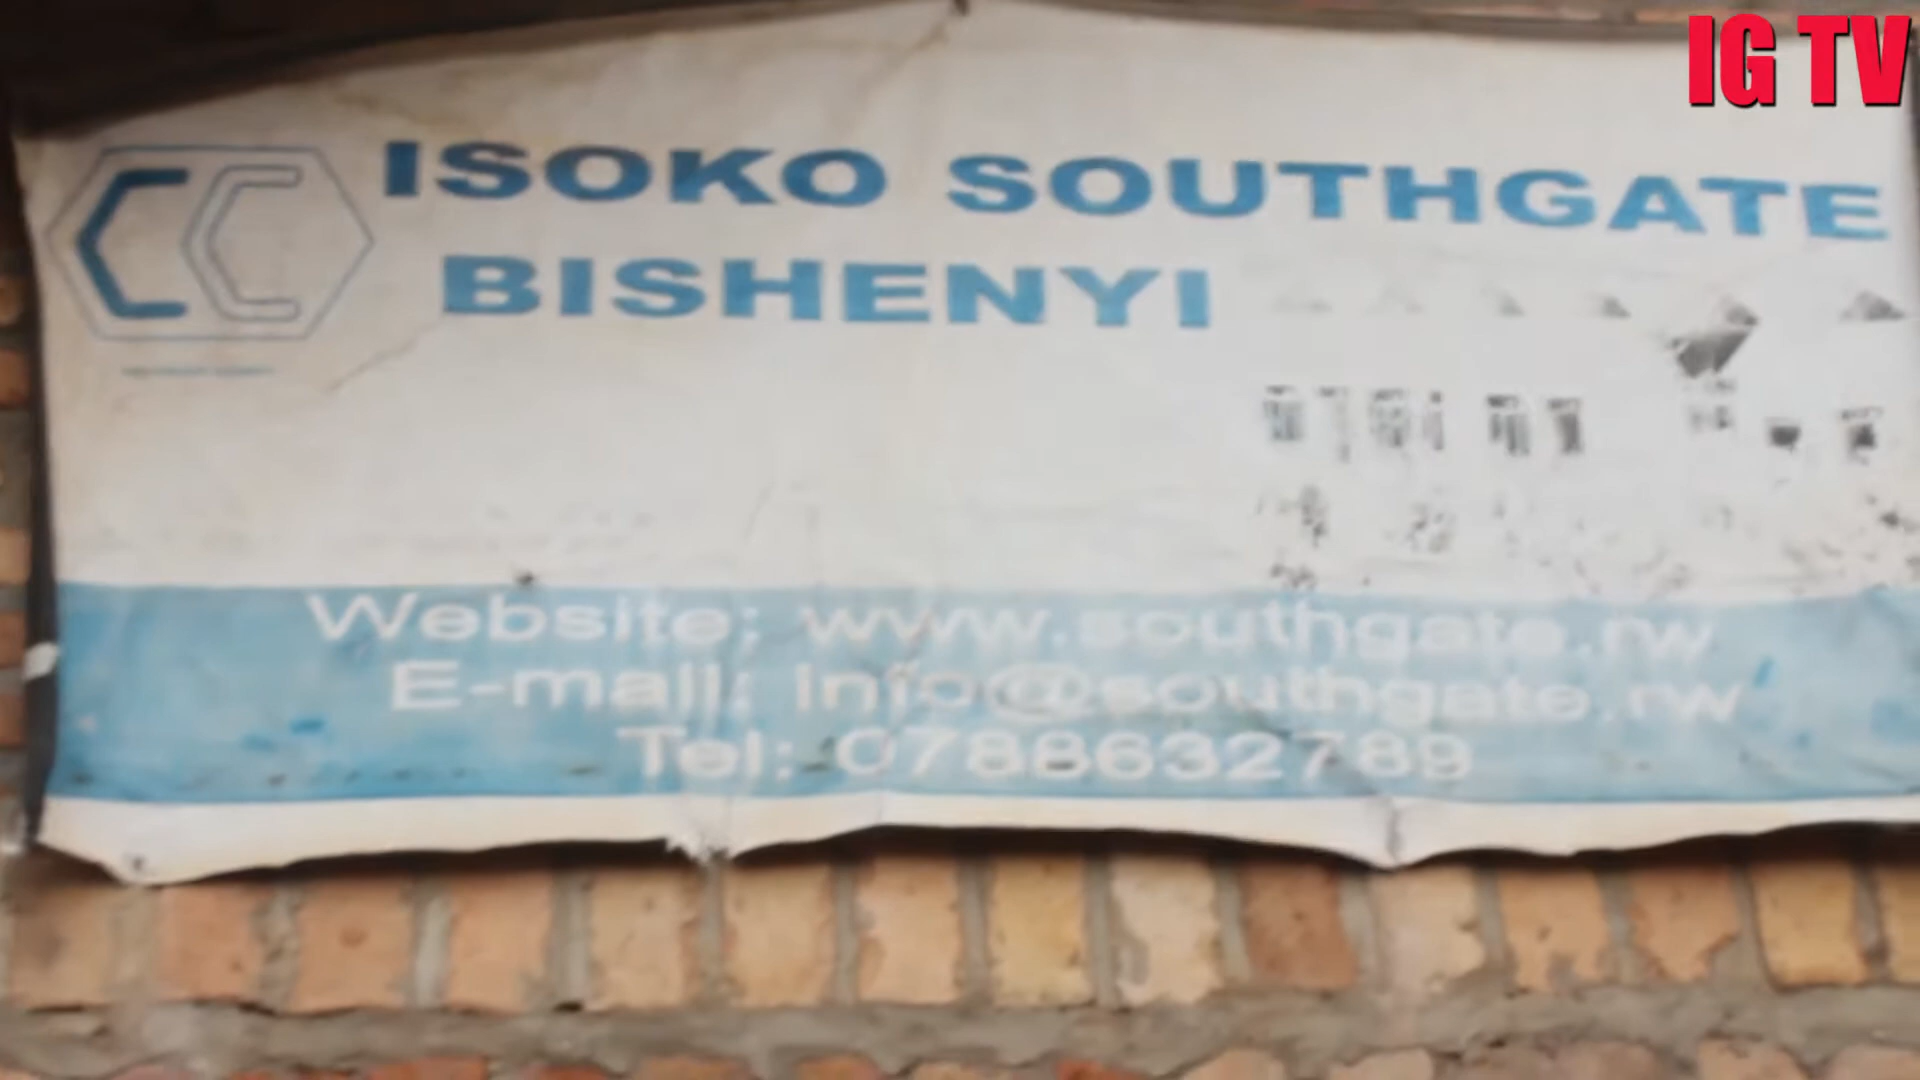 IG TV
ISOKO SOUTHGATE
BISHENYI
Website: www.southgate.rw
E-mail: Info@southgate.rw
Tel: 0788632789